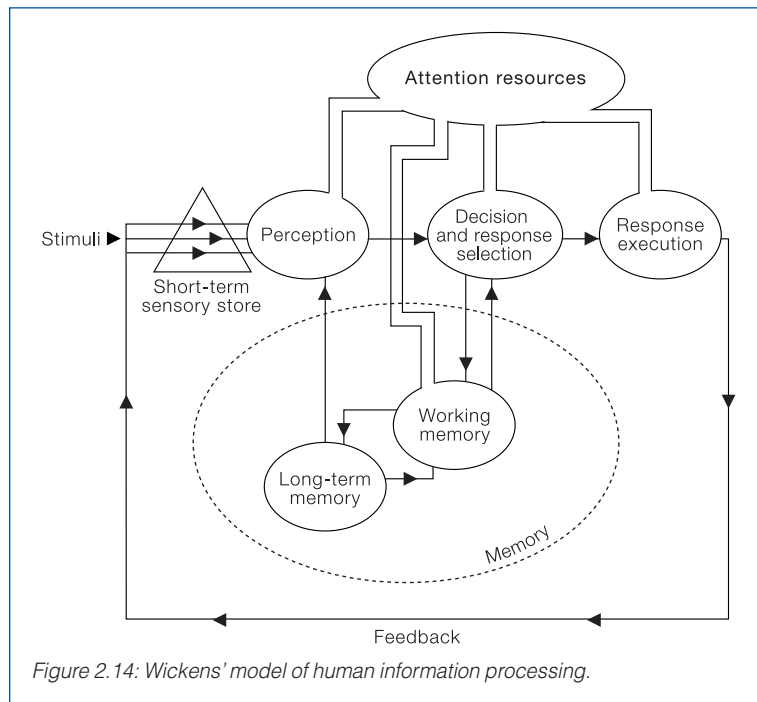 Attention resources
Stimuli
Perception
Decision
and response
selection
Response
execution
Short-term
sensory store
Working
memory
Long-term
memory
Memory
Feedback
Figure 2.14: Wickens' model of human information processing.